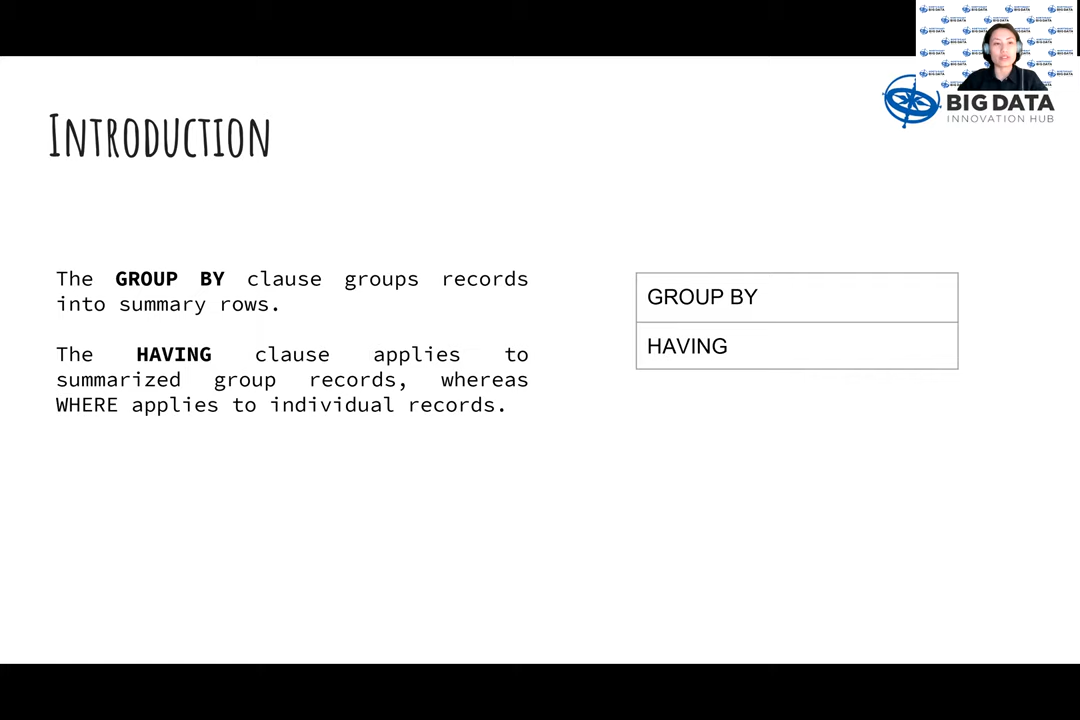 INTRODUCTION
BIG DATA
INNOVATION HUB
The GROUP BY clause groups records
into summary rows.
The HAVING clause applies to
summarized group records, whereas
WHERE applies to individual records.
GROUP BY
HAVING